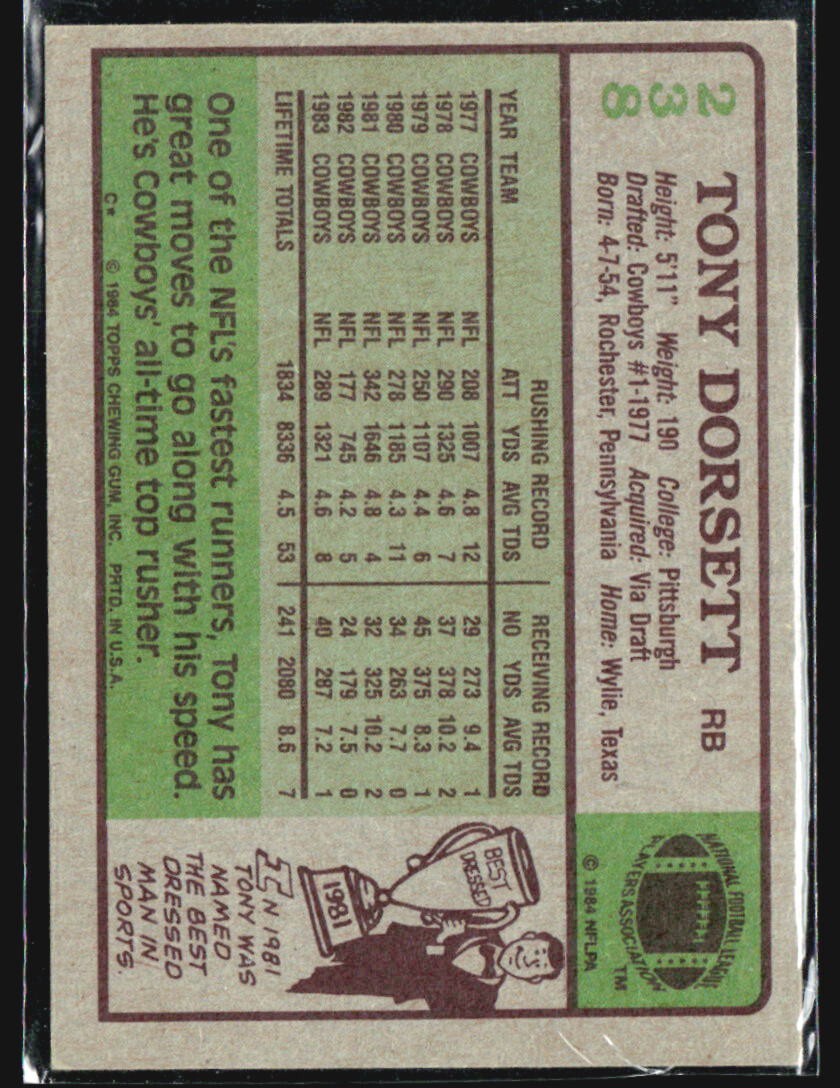 238
TONY DORSETT RB
Height: 5'11" Weight: 190 College: Pittsburgh
Drafted: Cowboys #1-1977 Acquired: Via Draft
Born: 4-7-54, Rochester, Pennsylvania Home: Wylie, Texas
NATIONAL FOOTBALL LEAGUE
PLAYERS ASSOCIATION
TM
© 1984 NFLPA
RUSHING RECORD RECEIVING RECORD
YEAR TEAM ATT YDS AVG TDS NO YDS AVG TDS
1977 COWBOYS NFL 208 1007 4.8 12 29 273 9.4 1
1978 COWBOYS NFL 290 1325 4.6 7 37 378 10.2 2
1979 COWBOYS NFL 250 1107 4.4 6 45 375 8.3 1
1980 COWBOYS NFL 278 1185 4.3 11 34 263 7.7 0
1981 COWBOYS NFL 342 1646 4.8 4 32 325 10.2 2
1982 COWBOYS NFL 177 745 4.2 5 24 179 7.5 0
1983 COWBOYS NFL 289 1321 4.6 8 40 287 7.2 1
LIFETIME TOTALS 1834 8336 4.5 53 241 2080 8.6 7
One of the NFL's fastest runners, Tony has
great moves to go along with his speed.
He's Cowboys' all-time top rusher.
C* © 1984 TOPPS CHEWING GUM, INC. PRTD. IN U.S.A.
BEST
DRESSED
1981
IN 1981
TONY WAS
NAMED
THE BEST
DRESSED
MAN IN
SPORTS.